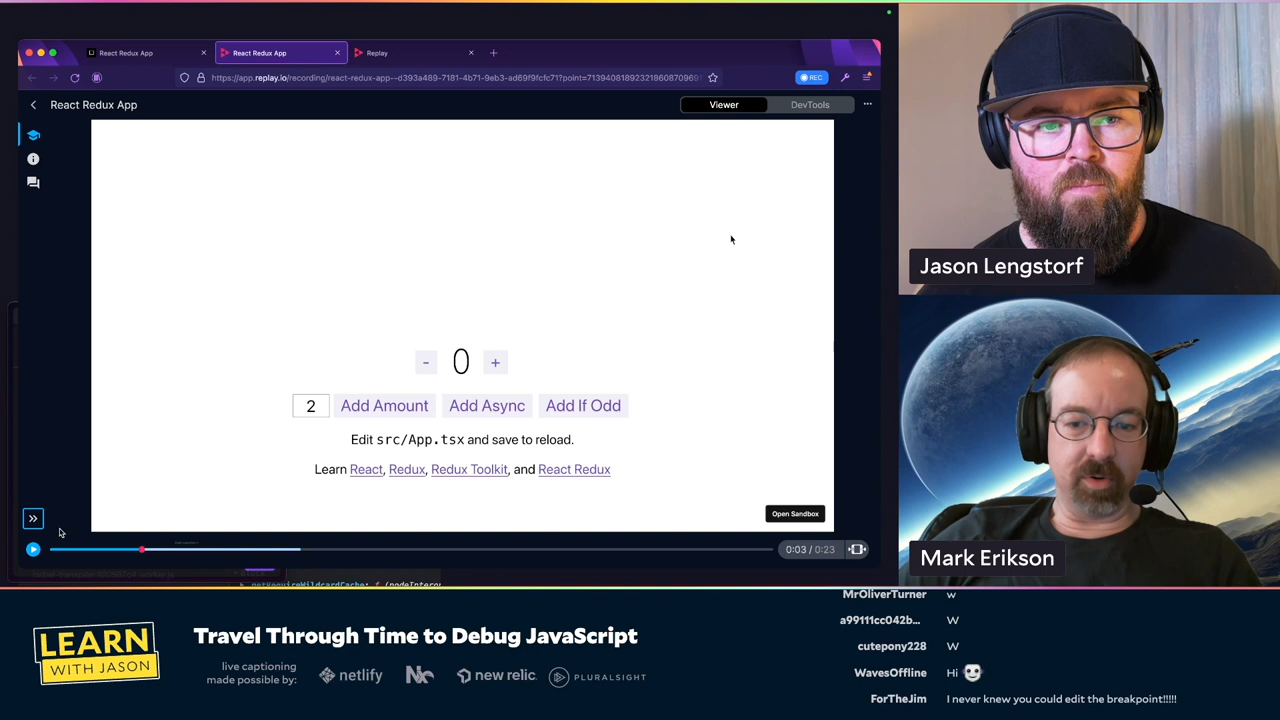 React Redux App
React Redux App
Replay
https://app.replay.io/recording/react-redux-app--d393a489-7181-4b71-9eb3-ad69f9fcfc71?point=7139408189232186087096
REC
React Redux App
Viewer
DevTools
- 0 +
2 Add Amount Add Async Add If Odd
Edit src/App.tsx and save to reload.
Learn React, Redux, Redux Toolkit, and React Redux
Open Sandbox
0:03 / 0:23
Jason Lengstorf
Mark Erikson
LEARN
WITH JASON
Travel Through Time to Debug JavaScript
live captioning
made possible by:
netlify
new relic
PLURALSIGHT
MrOliverTurner w
a99111cc042b... W
cutepony228 W
WavesOffline Hi
ForTheJim I never knew you could edit the breakpoint!!!!!